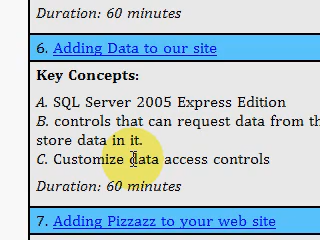 Duration: 60 minutes
6. Adding Data to our site
Key Concepts:
A. SQL Server 2005 Express Edition
B. controls that can request data from
store data in it.
C. Customize data access controls
Duration: 60 minutes
7. Adding Pizzazz to your web site